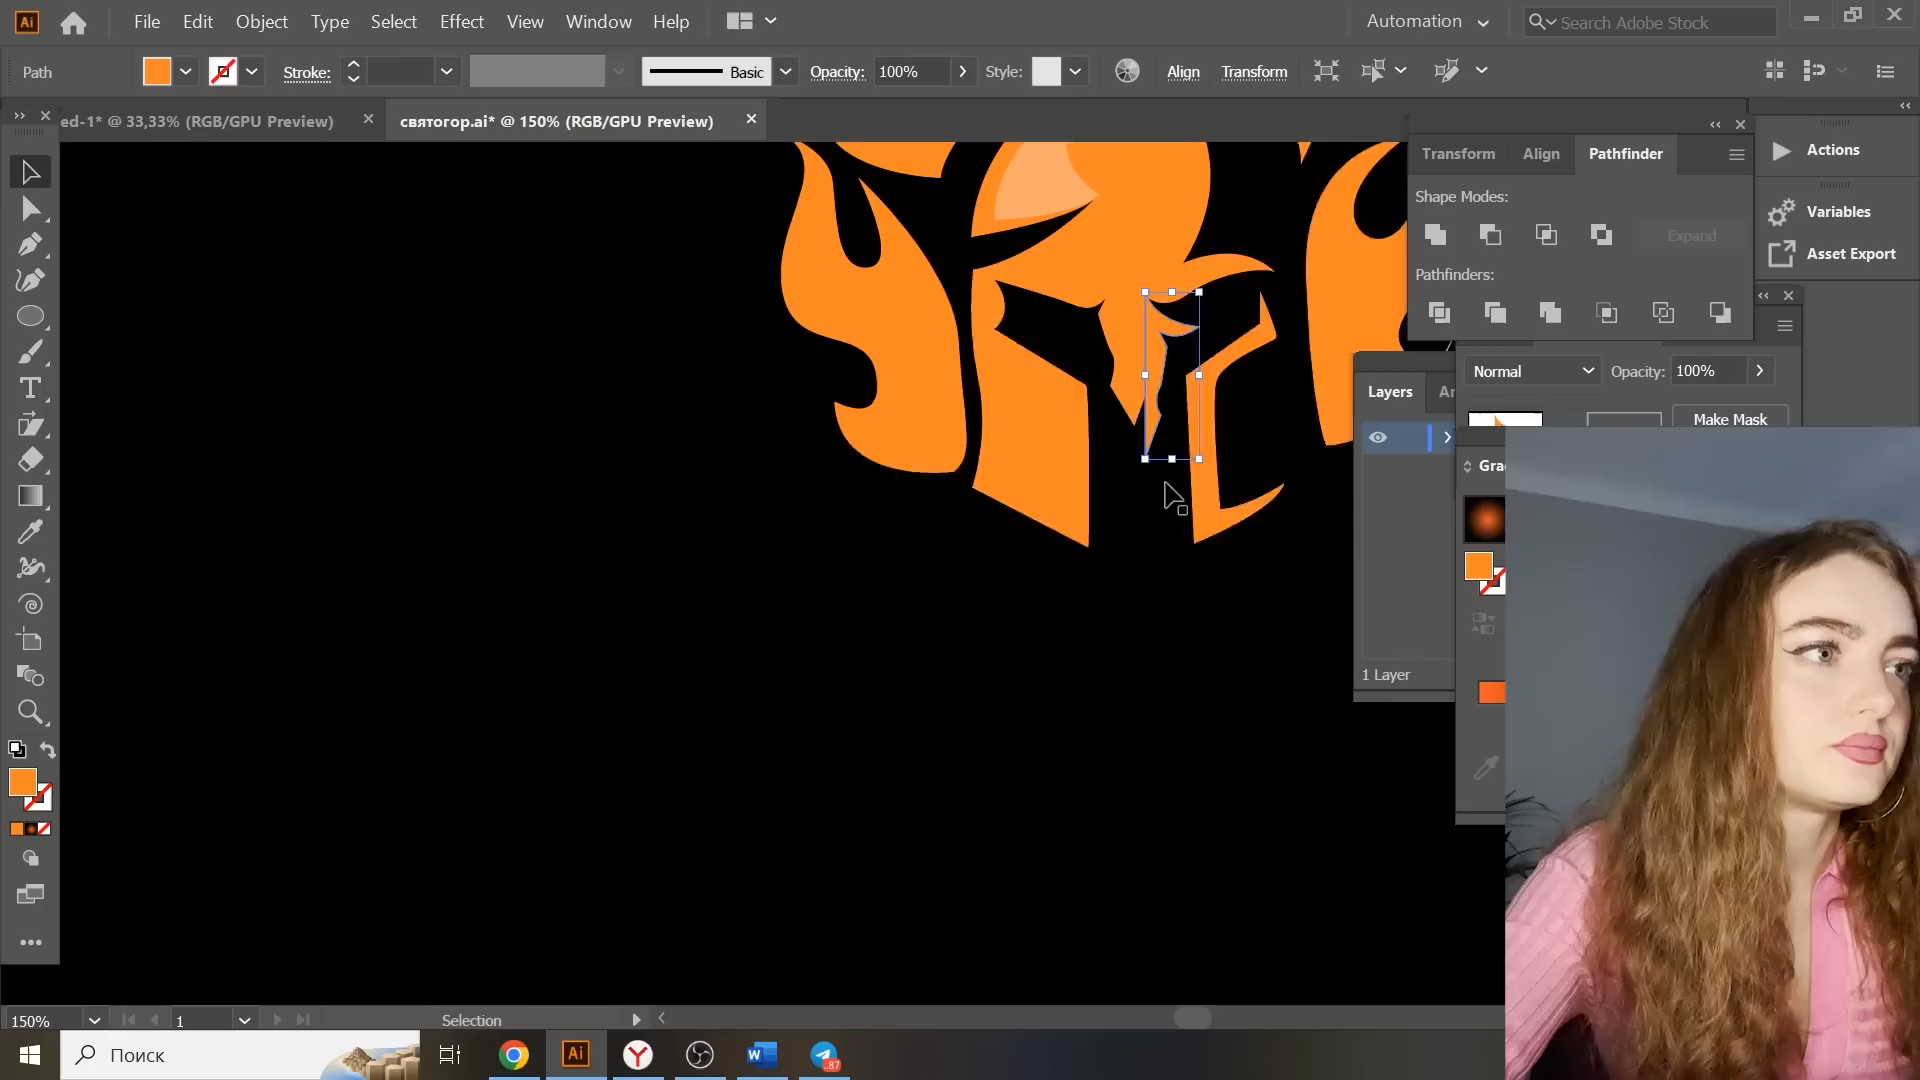 Ai File Edit Object Type Select Effect View Window Help Automation Search Adobe Stock
Path Stroke: Basic Opacity: 100% Style: Align Transform
ed-1* @ 33,33% (RGB/GPU Preview) святогор.ai* @ 150% (RGB/GPU Preview)
Transform Align Pathfinder
Shape Modes:
Expand
Pathfinders:
Actions
Variables
Asset Export
Normal Opacity: 100%
Make Mask
Layers
1 Layer
T
150% 1 Selection
Поиск
Ai
87